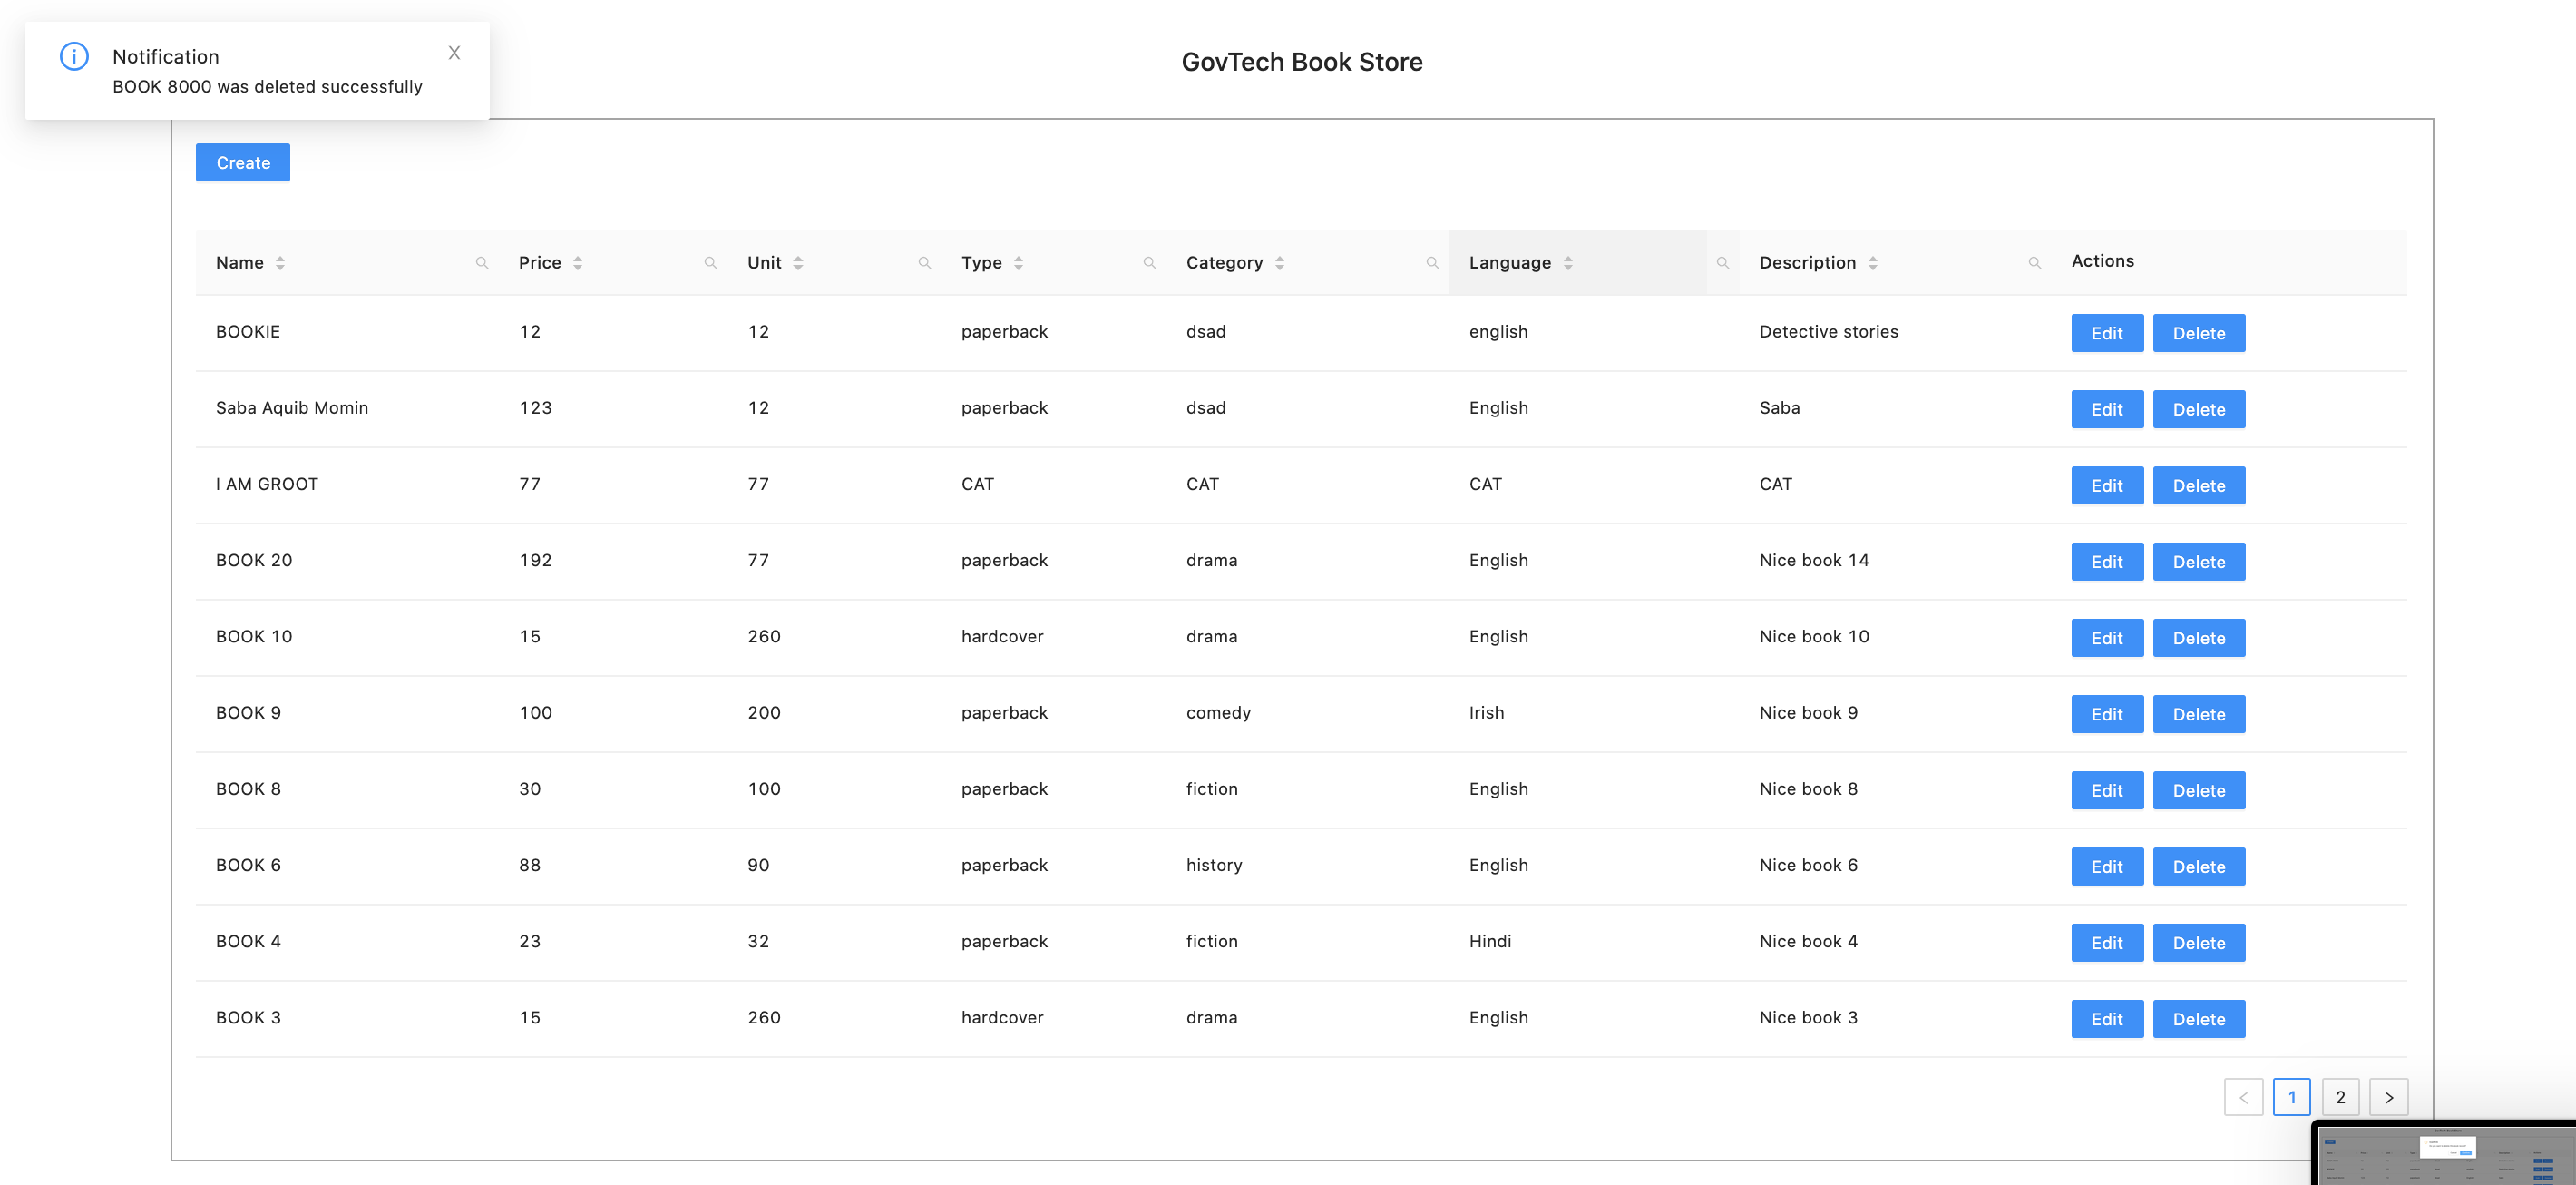 Notification
X
BOOK 8000 was deleted successfully
GovTech Book Store
Create
Name Price Unit Type Category Language Description Actions
BOOKIE 12 12 paperback dsad english Detective stories Edit Delete
Saba Aquib Momin 123 12 paperback dsad English Saba Edit Delete
I AM GROOT 77 77 CAT CAT CAT CAT Edit Delete
BOOK 20 192 77 paperback drama English Nice book 14 Edit Delete
BOOK 10 15 260 hardcover drama English Nice book 10 Edit Delete
BOOK 9 100 200 paperback comedy Irish Nice book 9 Edit Delete
BOOK 8 30 100 paperback fiction English Nice book 8 Edit Delete
BOOK 6 88 90 paperback history English Nice book 6 Edit Delete
BOOK 4 23 32 paperback fiction Hindi Nice book 4 Edit Delete
BOOK 3 15 260 hardcover drama English Nice book 3 Edit Delete
< 1 2 >